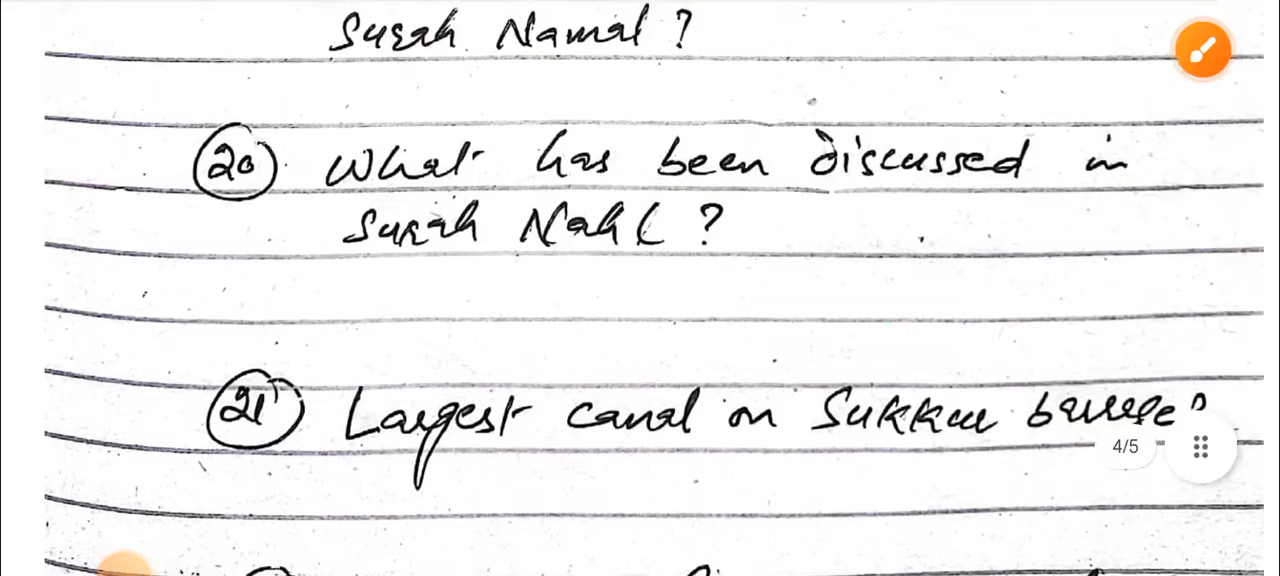 Surah Namal ?
20. What has been discussed in
Surah Nahl ?
21 Largest canal on Sukkur barrage?
4/5